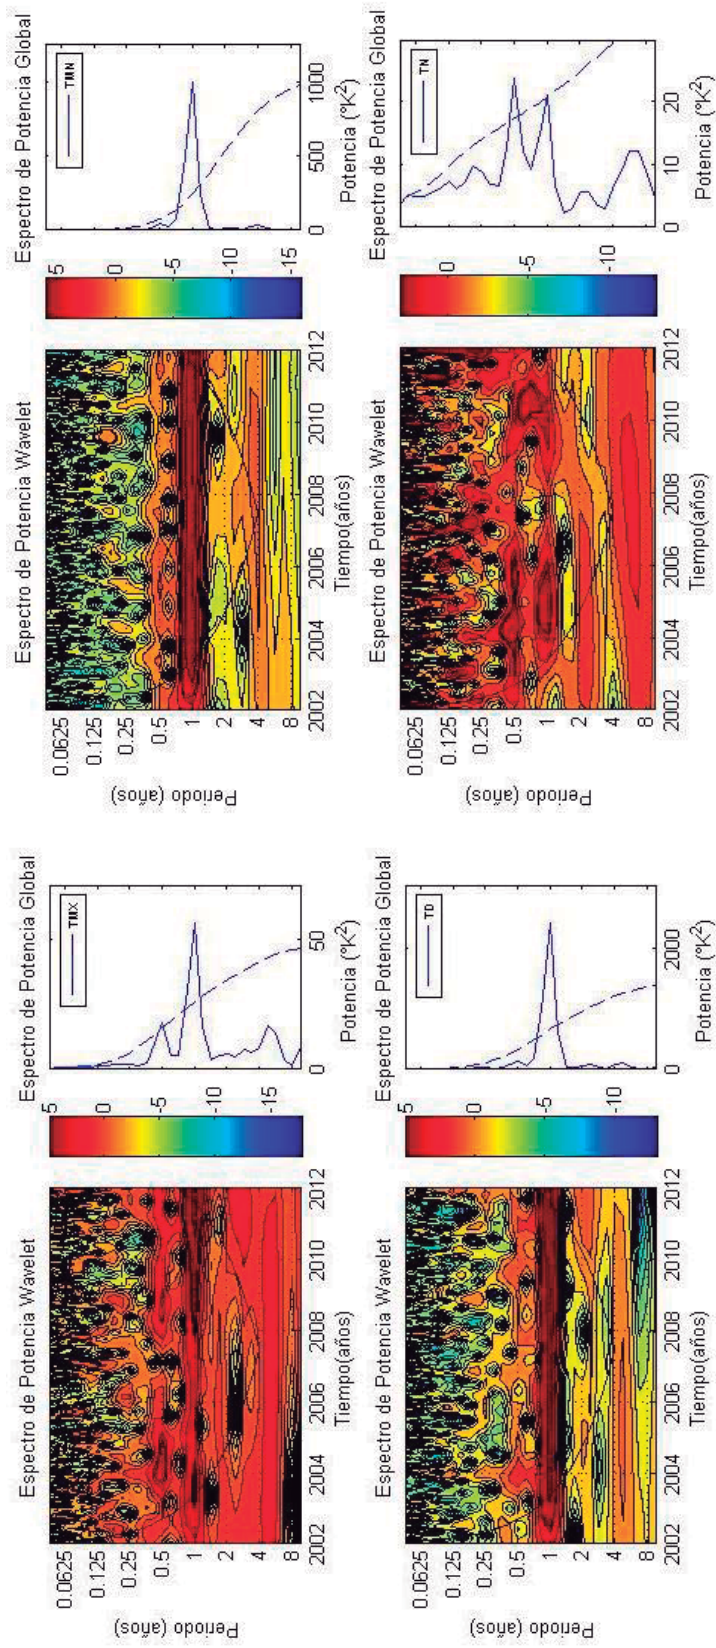 Espectro de Potencia Wavelet
Periodo (años)
0.0625
0.125
0.25
0.5
1
2
4
8
2002 2004 2006 2008 2010 2012
Tiempo(años)
5
0
-5
-10
-15
Espectro de Potencia Global
TMX
0 50
Potencia (°K²)
Espectro de Potencia Wavelet
Periodo (años)
0.0625
0.125
0.25
0.5
1
2
4
8
2002 2004 2006 2008 2010 2012
Tiempo(años)
5
0
-5
-10
-15
Espectro de Potencia Global
TMN
0 500 1000
Potencia (°K²)
Espectro de Potencia Wavelet
Periodo (años)
0.0625
0.125
0.25
0.5
1
2
4
8
2002 2004 2006 2008 2010 2012
Tiempo(años)
5
0
-5
-10
Espectro de Potencia Global
TD
0 2000
Potencia (°K²)
Espectro de Potencia Wavelet
Periodo (años)
0.0625
0.125
0.25
0.5
1
2
4
8
2002 2004 2006 2008 2010 2012
Tiempo(años)
0
-10
Espectro de Potencia Global
TN
0 10 20
Potencia (°K²)